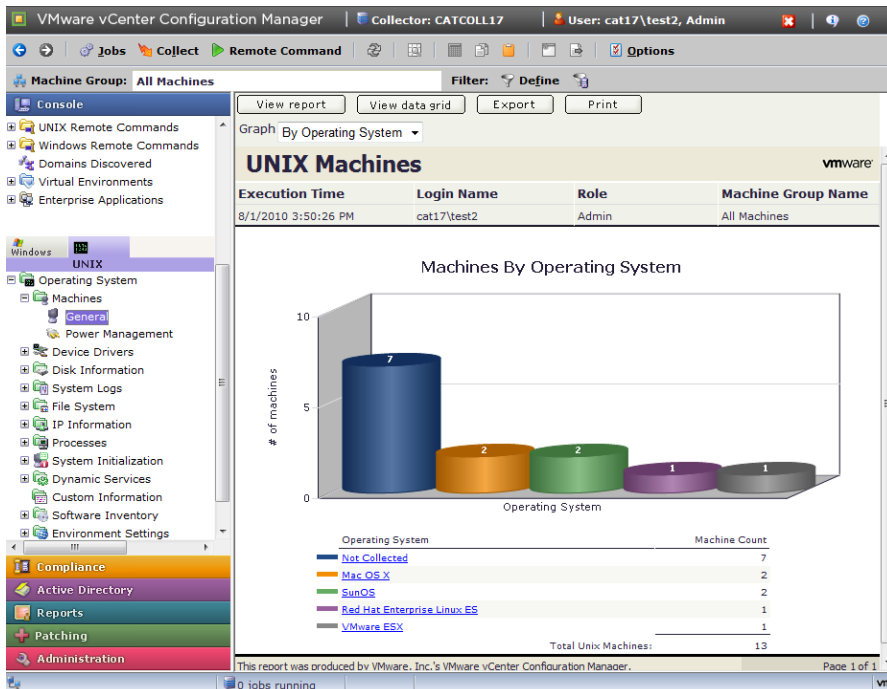 VMware vCenter Configuration Manager | Collector: CATCOLL17 | User: cat17\test2, Admin
Jobs Collect Remote Command Options
Machine Group: All Machines Filter: Define
Console
UNIX Remote Commands
Windows Remote Commands
Domains Discovered
Virtual Environments
Enterprise Applications
Windows
UNIX
Operating System
Machines
General
Power Management
Device Drivers
Disk Information
System Logs
File System
IP Information
Processes
System Initialization
Dynamic Services
Custom Information
Software Inventory
Environment Settings
Compliance
Active Directory
Reports
Patching
Administration
View report View data grid Export Print
Graph By Operating System
UNIX Machines vmware
Execution Time Login Name Role Machine Group Name
8/1/2010 3:50:26 PM cat17\test2 Admin All Machines
Machines By Operating System
# of machines
10
5
0
7
2
2
1
1
Operating System
Operating System Machine Count
Not Collected 7
Mac OS X 2
SunOS 2
Red Hat Enterprise Linux ES 1
VMware ESX 1
Total Unix Machines: 13
This report was produced by VMware, Inc.'s VMware vCenter Configuration Manager. Page 1 of 1
0 jobs running